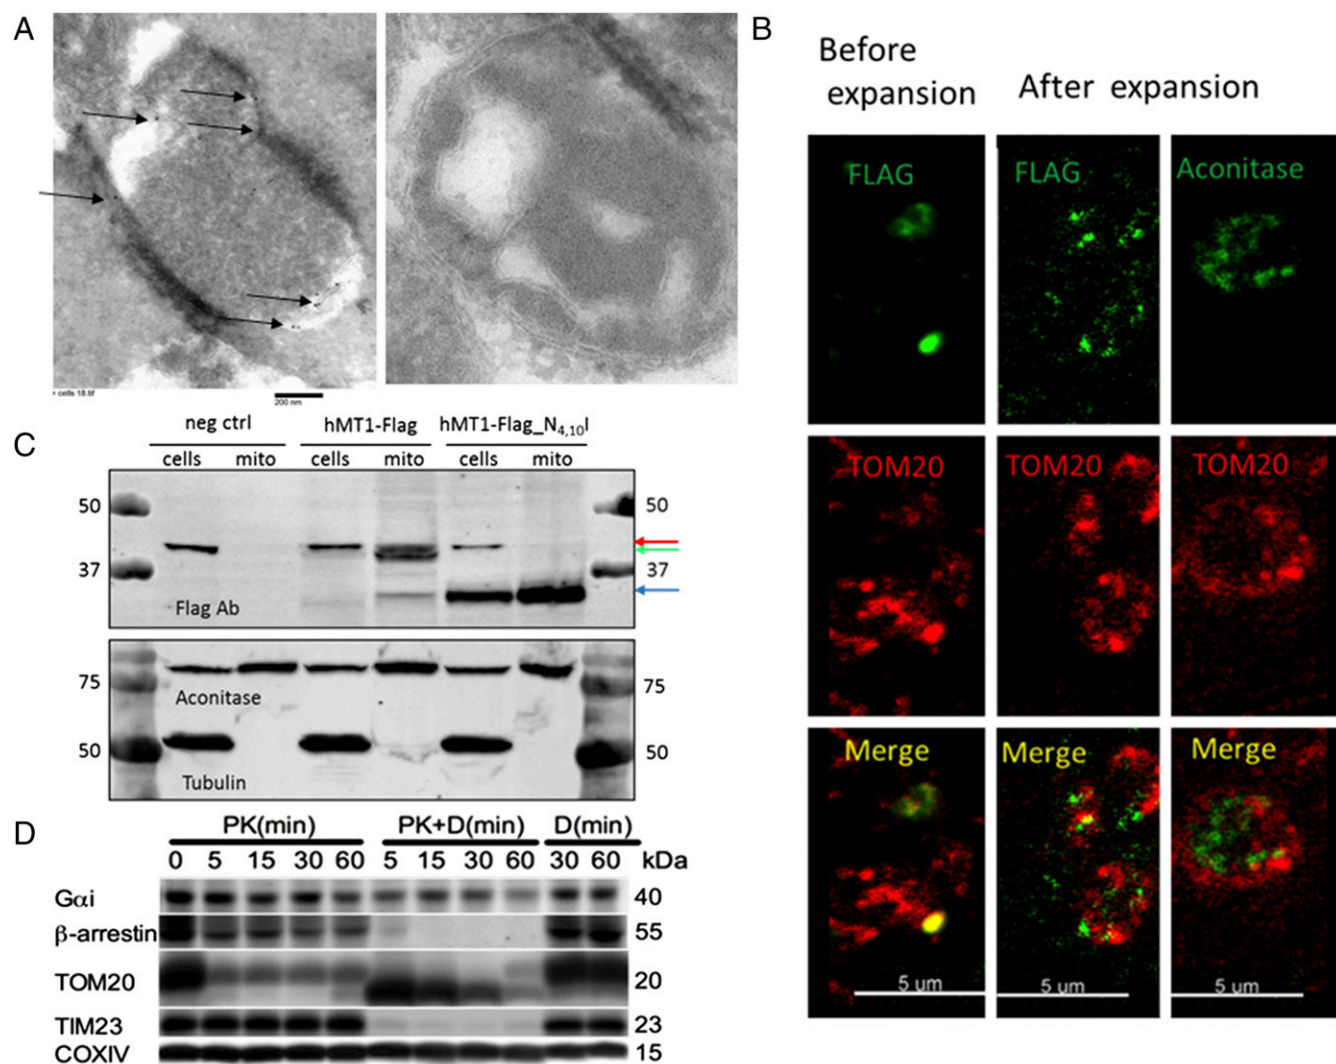 A
B
Before
expansion
After expansion
FLAG
FLAG
Aconitase
cells 18.tif
200 nm
TOM20
TOM20
TOM20
Merge
Merge
Merge
5 um
5 um
5 um
C
neg ctrl
hMT1-Flag
hMT1-Flag_N4,10I
cells
mito
cells
mito
cells
mito
50
50
37
37
Flag Ab
75
75
Aconitase
50
50
Tubulin
D
PK(min)
PK+D(min)
D(min)
0 5 15 30 60 5 15 30 60 30 60 kDa
Gαi 40
β-arrestin 55
TOM20 20
TIM23 23
COXIV 15